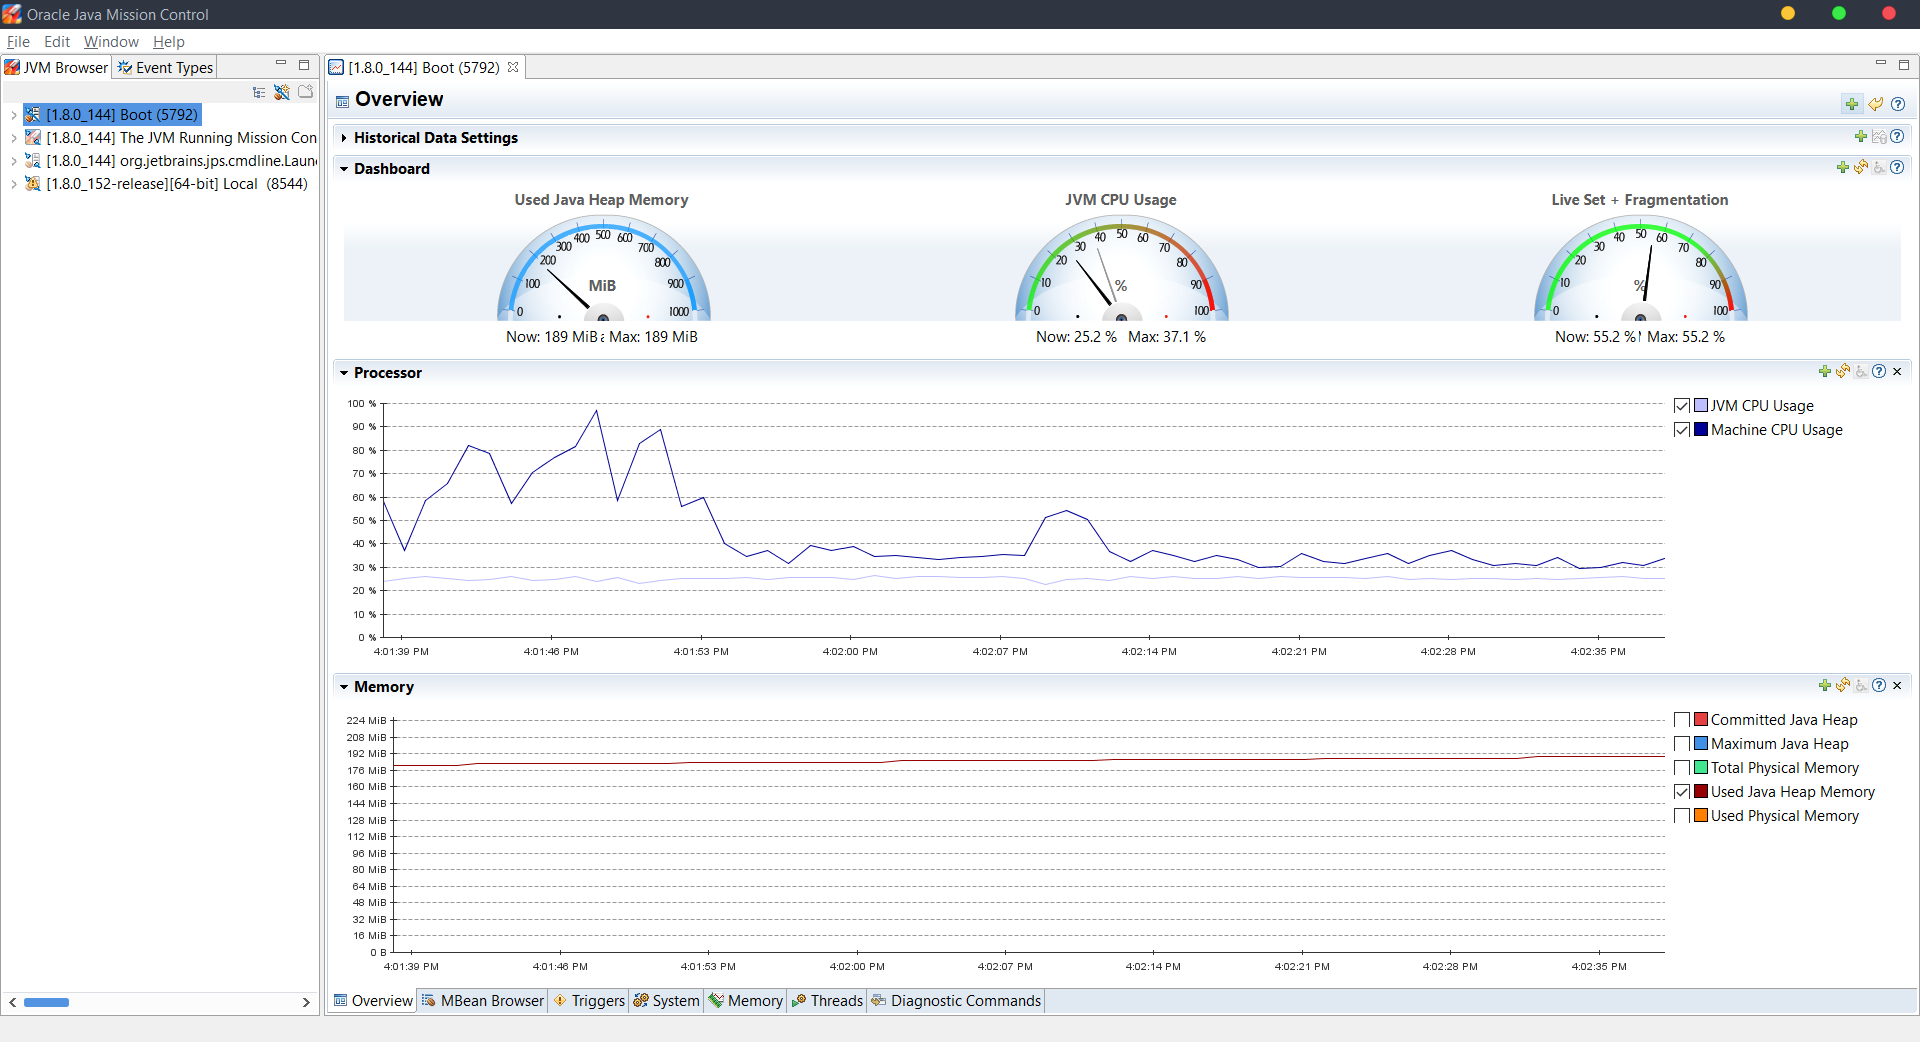 Oracle Java Mission Control
File Edit Window Help
JVM Browser Event Types
[1.8.0_144] Boot (5792)
[1.8.0_144] The JVM Running Mission Con
[1.8.0_144] org.jetbrains.jps.cmdline.Laun
[1.8.0_152-release][64-bit] Local (8544)
[1.8.0_144] Boot (5792)
Overview
Historical Data Settings
Dashboard
Used Java Heap Memory
0 100 200 300 400 500 600 700 800 900 1000
MiB
Now: 189 MiB Max: 189 MiB
JVM CPU Usage
0 10 20 30 40 50 60 70 80 90 100
%
Now: 25.2 % Max: 37.1 %
Live Set + Fragmentation
0 10 20 30 40 50 60 70 80 90 100
%
Now: 55.2 % Max: 55.2 %
Processor
100 %
90 %
80 %
70 %
60 %
50 %
40 %
30 %
20 %
10 %
0 %
4:01:39 PM 4:01:46 PM 4:01:53 PM 4:02:00 PM 4:02:07 PM 4:02:14 PM 4:02:21 PM 4:02:28 PM 4:02:35 PM
JVM CPU Usage
Machine CPU Usage
Memory
224 MiB
208 MiB
192 MiB
176 MiB
160 MiB
144 MiB
128 MiB
112 MiB
96 MiB
80 MiB
64 MiB
48 MiB
32 MiB
16 MiB
0 B
4:01:39 PM 4:01:46 PM 4:01:53 PM 4:02:00 PM 4:02:07 PM 4:02:14 PM 4:02:21 PM 4:02:28 PM 4:02:35 PM
Committed Java Heap
Maximum Java Heap
Total Physical Memory
Used Java Heap Memory
Used Physical Memory
Overview MBean Browser Triggers System Memory Threads Diagnostic Commands